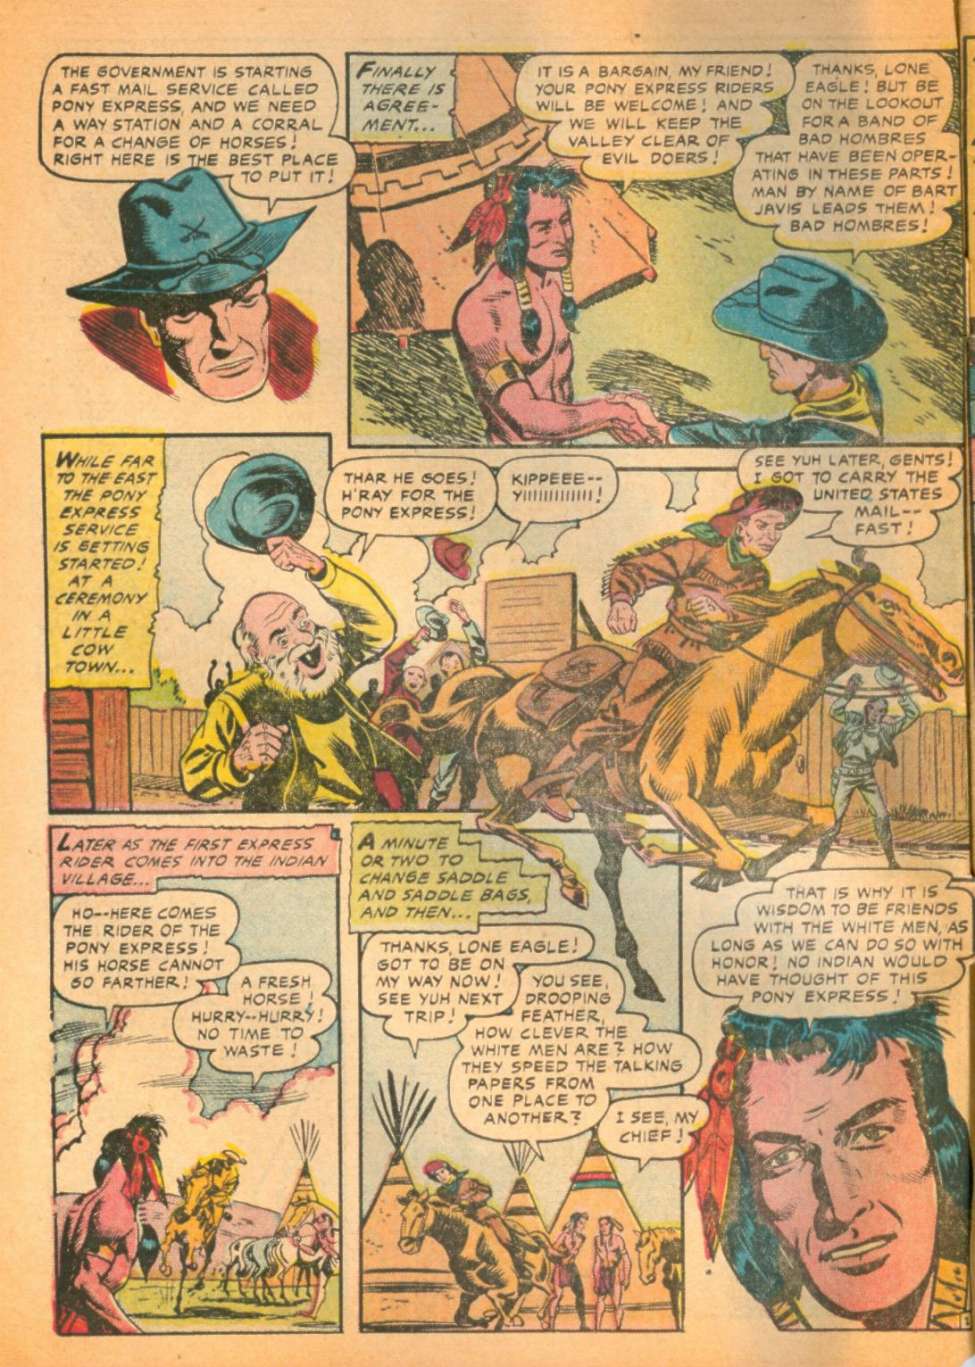 THE GOVERNMENT IS STARTING
A FAST MAIL SERVICE CALLED
PONY EXPRESS, AND WE NEED
A WAY STATION AND A CORRAL
FOR A CHANGE OF HORSES!
RIGHT HERE IS THE BEST PLACE
TO PUT IT!
FINALLY
THERE IS
AGREE-
MENT...
IT IS A BARGAIN, MY FRIEND!
YOUR PONY EXPRESS RIDERS
WILL BE WELCOME! AND
WE WILL KEEP THE
VALLEY CLEAR OF
EVIL DOERS!
THANKS, LONE
EAGLE! BUT BE
ON THE LOOKOUT
FOR A BAND OF
BAD HOMBRES
THAT HAVE BEEN OPER-
ATING IN THESE PARTS!
MAN BY NAME OF BART
JAVIS LEADS THEM!
BAD HOMBRES!
WHILE FAR
TO THE EAST
THE PONY
EXPRESS
SERVICE
IS GETTING
STARTED!
AT A
CEREMONY
IN A
LITTLE
COW
TOWN...
THAR HE GOES!
H'RAY FOR THE
PONY EXPRESS!
KIPPEEE--
YIIIIIIIIIIII!
SEE YUH LATER, GENTS!
I GOT TO CARRY THE
UNITED STATES
MAIL--
FAST!
LATER AS THE FIRST EXPRESS
RIDER COMES INTO THE INDIAN
VILLAGE...
HO--HERE COMES
THE RIDER OF THE
PONY EXPRESS!
HIS HORSE CANNOT
GO FARTHER!
A FRESH
HORSE!
HURRY--HURRY!
NO TIME TO
WASTE!
A MINUTE
OR TWO TO
CHANGE SADDLE
AND SADDLE BAGS,
AND THEN...
THANKS, LONE EAGLE!
GOT TO BE ON
MY WAY NOW!
SEE YUH NEXT
TRIP!
YOU SEE,
DROOPING
FEATHER,
HOW CLEVER THE
WHITE MEN ARE? HOW
THEY SPEED THE TALKING
PAPERS FROM
ONE PLACE TO
ANOTHER?
I SEE, MY
CHIEF!
THAT IS WHY IT IS
WISDOM TO BE FRIENDS
WITH THE WHITE MEN, AS
LONG AS WE CAN DO SO WITH
HONOR! NO INDIAN WOULD
HAVE THOUGHT OF THIS
PONY EXPRESS!